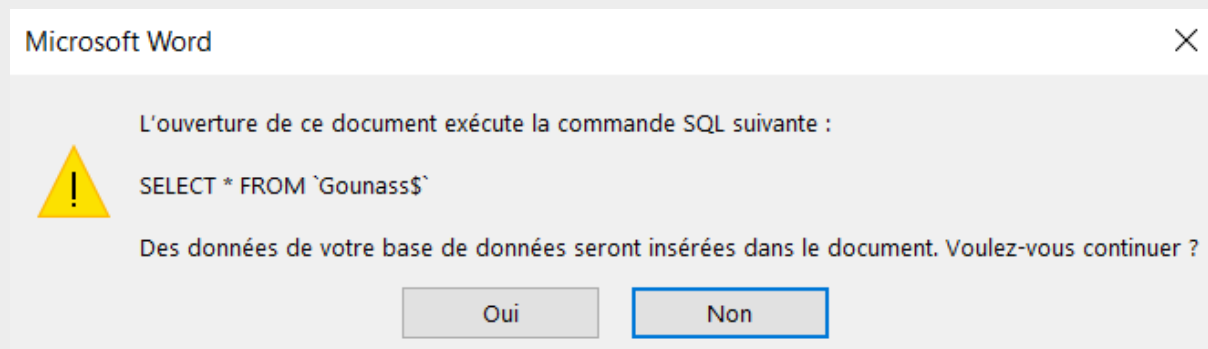 Microsoft Word
L'ouverture de ce document exécute la commande SQL suivante :
!
SELECT * FROM `Gounass$`
Des données de votre base de données seront insérées dans le document. Voulez-vous continuer ?
Oui
Non